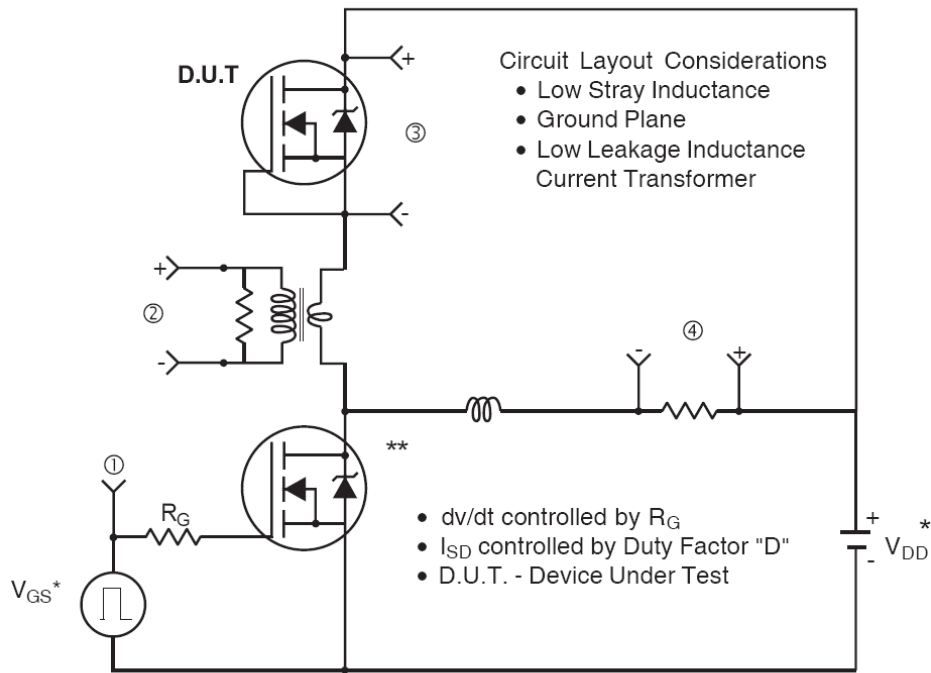 D.U.T
+
Circuit Layout Considerations
• Low Stray Inductance
③
• Ground Plane
• Low Leakage Inductance
Current Transformer
-
+
②
-
④
-
+
**
①
R_G
• dv/dt controlled by R_G
• I_SD controlled by Duty Factor "D"
• D.U.T. - Device Under Test
+
V_DD*
-
V_GS*